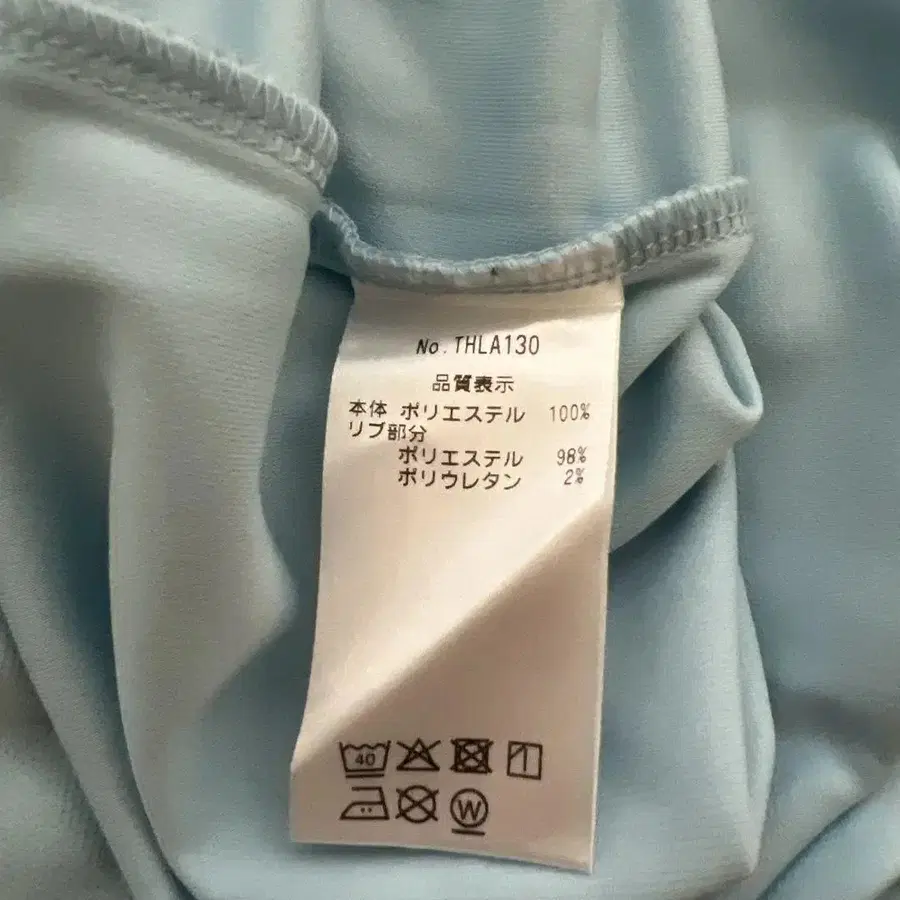 No. THLA130
品質表示
本体 ポリエステル 100%
リブ部分
ポリエステル 98%
ポリウレタン 2%
40
W